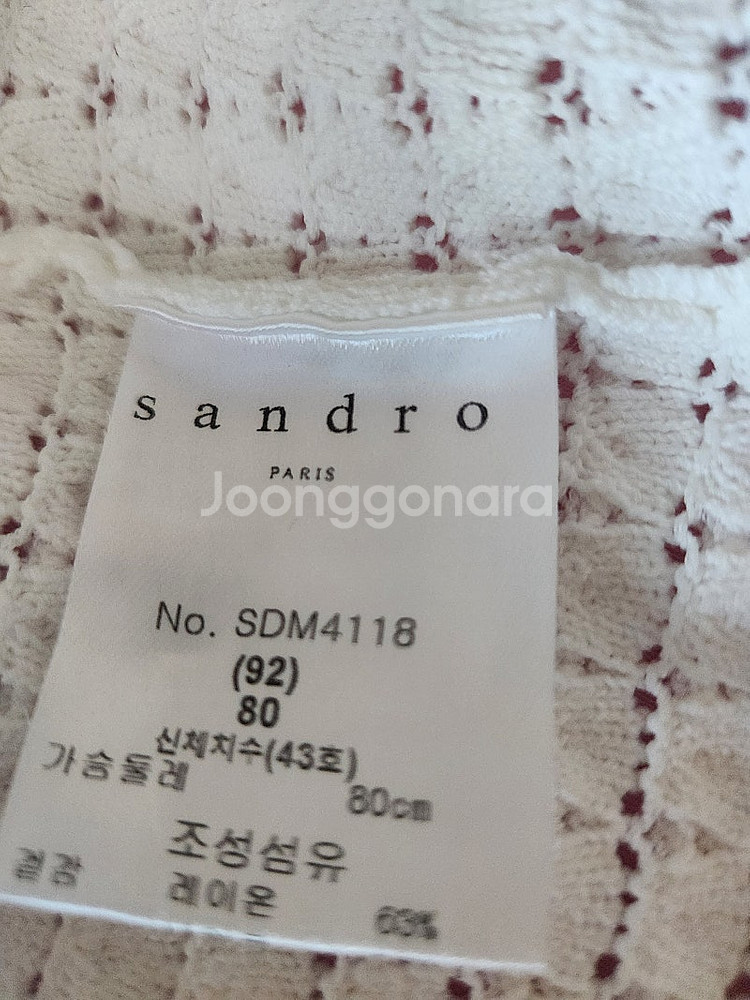 sandro
PARIS
Joonggonara
No. SDM4118
(92)
80
신체치수(43호)
가슴둘레 80cm
조성섬유
겉감 레이온 63%